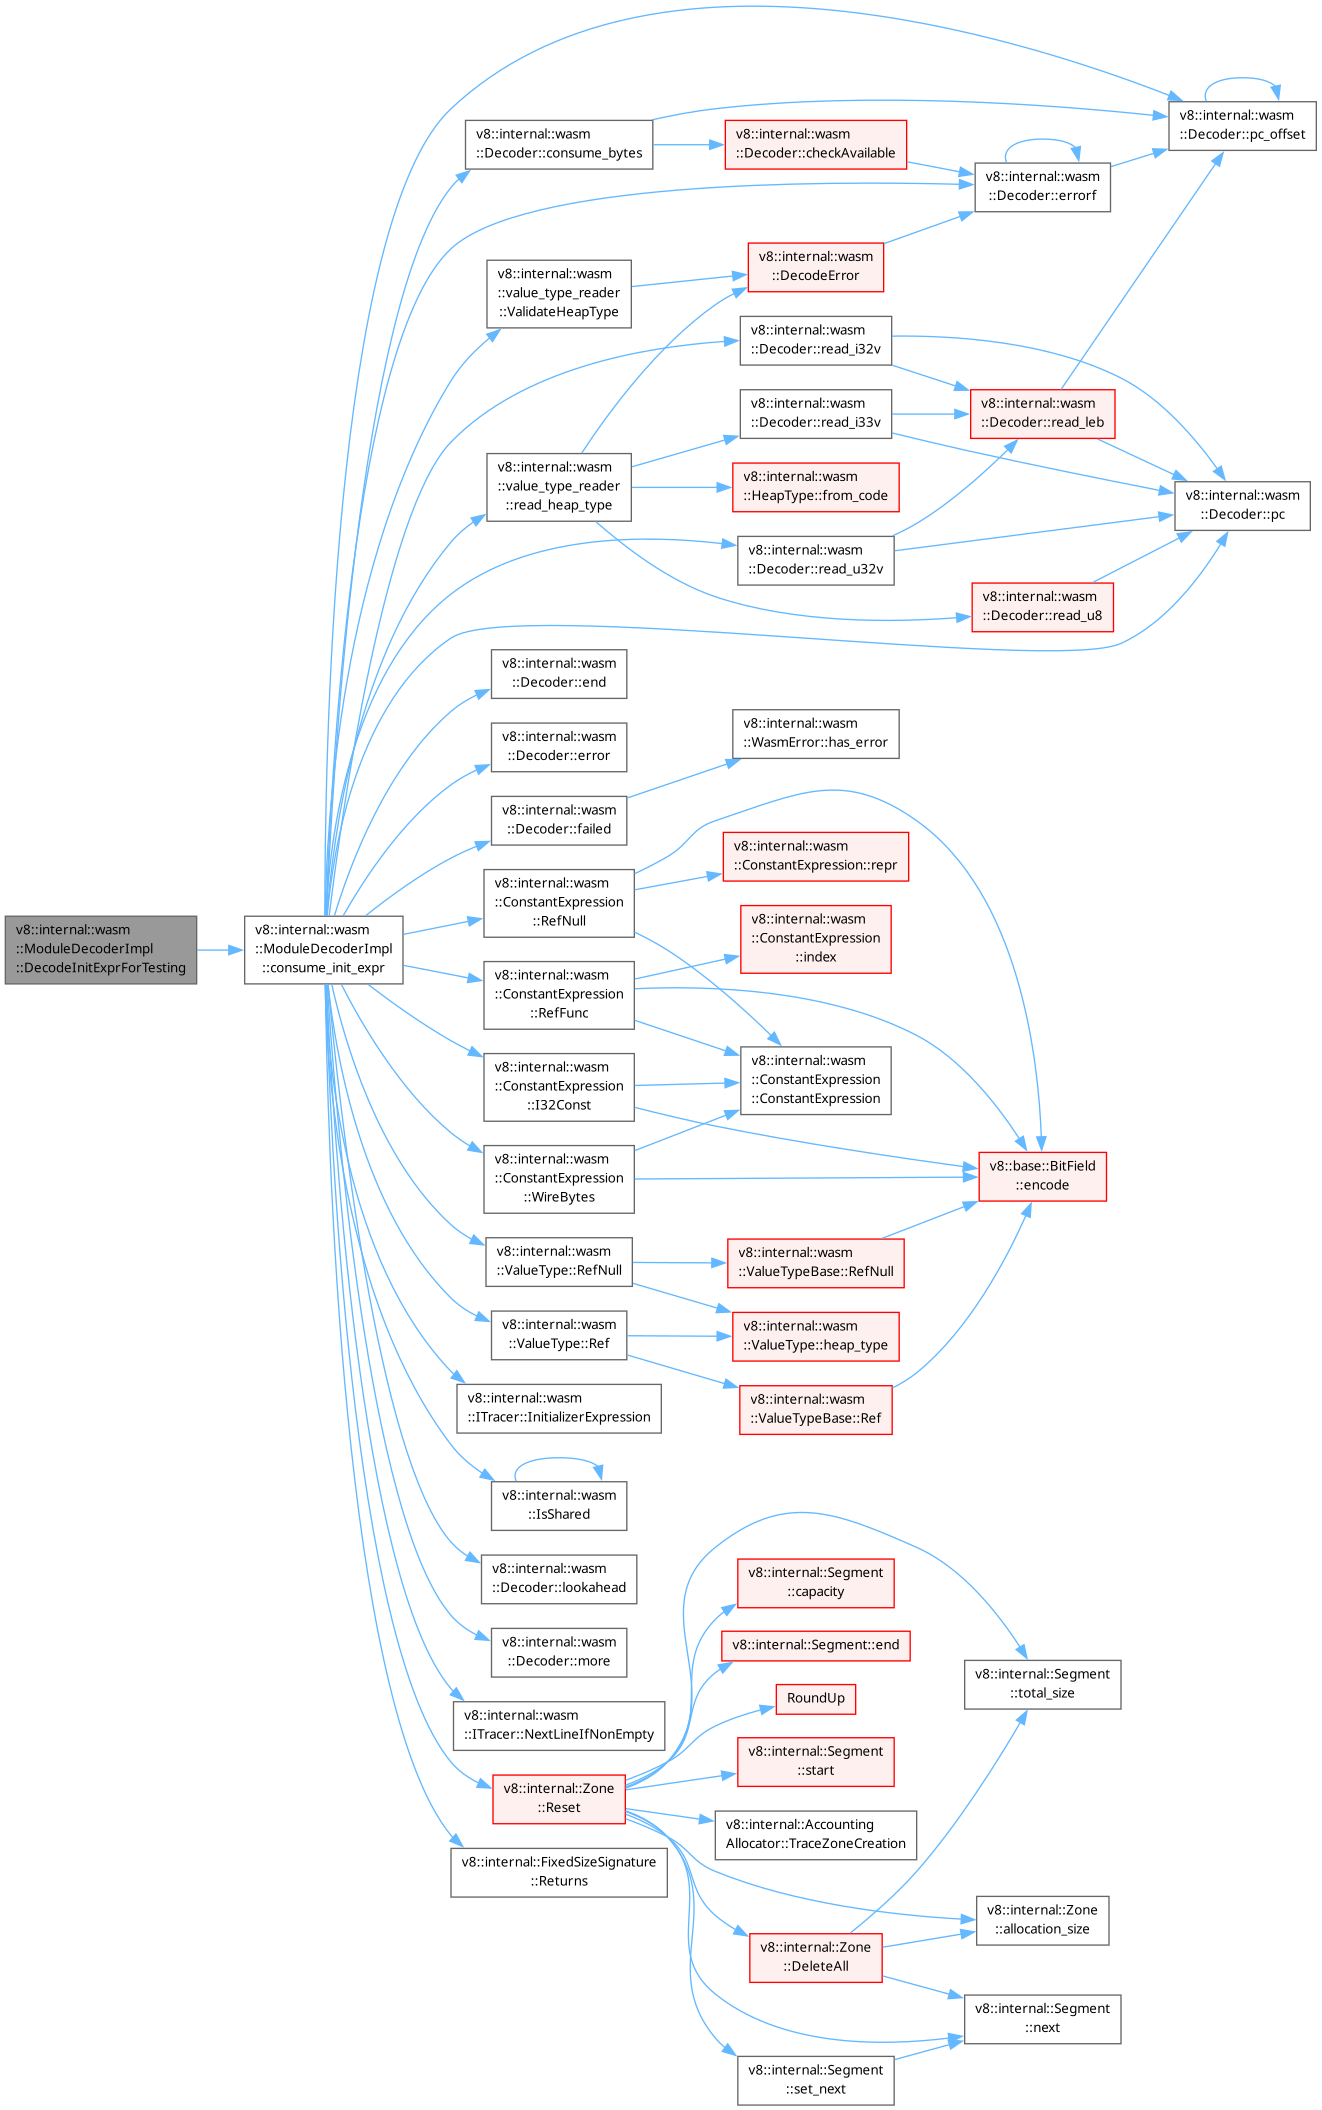 v8::internal::wasm
::ModuleDecoderImpl
::DecodeInitExprForTesting
v8::internal::wasm
::ModuleDecoderImpl
::consume_init_expr
v8::internal::wasm
::Decoder::consume_bytes
v8::internal::wasm
::value_type_reader
::ValidateHeapType
v8::internal::wasm
::value_type_reader
::read_heap_type
v8::internal::wasm
::Decoder::end
v8::internal::wasm
::Decoder::error
v8::internal::wasm
::Decoder::failed
v8::internal::wasm
::ConstantExpression
::RefNull
v8::internal::wasm
::ConstantExpression
::RefFunc
v8::internal::wasm
::ConstantExpression
::I32Const
v8::internal::wasm
::ConstantExpression
::WireBytes
v8::internal::wasm
::ValueType::RefNull
v8::internal::wasm
::ValueType::Ref
v8::internal::wasm
::ITracer::InitializerExpression
v8::internal::wasm
::IsShared
v8::internal::wasm
::Decoder::lookahead
v8::internal::wasm
::Decoder::more
v8::internal::wasm
::ITracer::NextLineIfNonEmpty
v8::internal::Zone
::Reset
v8::internal::FixedSizeSignature
::Returns
v8::internal::wasm
::Decoder::checkAvailable
v8::internal::wasm
::DecodeError
v8::internal::wasm
::Decoder::read_i32v
v8::internal::wasm
::Decoder::read_i33v
v8::internal::wasm
::HeapType::from_code
v8::internal::wasm
::Decoder::read_u32v
v8::internal::wasm
::WasmError::has_error
v8::internal::wasm
::ConstantExpression::repr
v8::internal::wasm
::ConstantExpression
::index
v8::internal::wasm
::ConstantExpression
::ConstantExpression
v8::internal::wasm
::ValueTypeBase::RefNull
v8::internal::wasm
::ValueType::heap_type
v8::internal::wasm
::ValueTypeBase::Ref
v8::internal::Segment
::capacity
v8::internal::Segment::end
RoundUp
v8::internal::Segment
::start
v8::internal::Accounting
Allocator::TraceZoneCreation
v8::internal::Zone
::DeleteAll
v8::internal::Segment
::set_next
v8::internal::wasm
::Decoder::errorf
v8::internal::wasm
::Decoder::read_leb
v8::internal::wasm
::Decoder::read_u8
v8::base::BitField
::encode
v8::internal::Segment
::total_size
v8::internal::Zone
::allocation_size
v8::internal::Segment
::next
v8::internal::wasm
::Decoder::pc_offset
v8::internal::wasm
::Decoder::pc